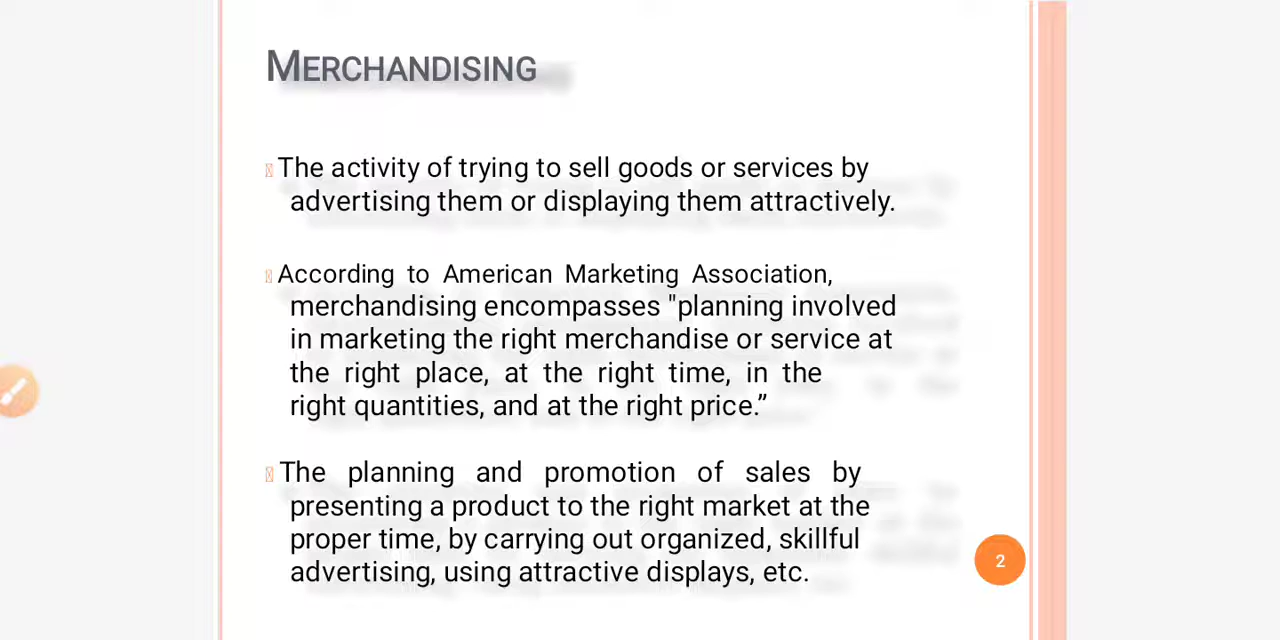 MERCHANDISING
The activity of trying to sell goods or services by
advertising them or displaying them attractively.
According to American Marketing Association,
merchandising encompasses "planning involved
in marketing the right merchandise or service at
the right place, at the right time, in the
right quantities, and at the right price.”
The planning and promotion of sales by
presenting a product to the right market at the
proper time, by carrying out organized, skillful
advertising, using attractive displays, etc.
2